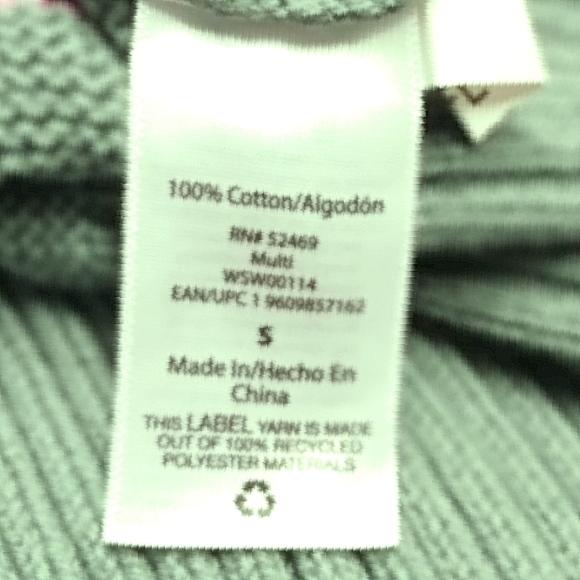 100% Cotton/Algodón
RN# 52469
Multi
WSW00114
EAN/UPC 1 9609857162
S
Made In/Hecho En
China
THIS LABEL YARN IS MADE
OUT OF 100% RECYCLED
POLYESTER MATERIALS